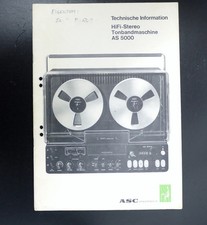 Technische Information
HiFi-Stereo
Tonbandmaschine
AS 5000
ASC